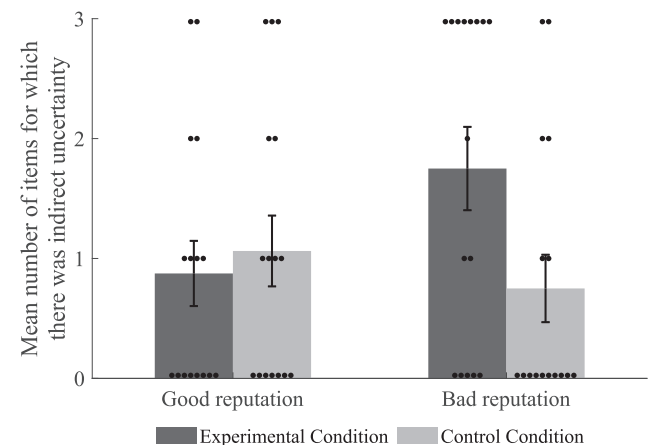 Mean number of items for which
there was indirect uncertainty
3
2
1
0
Good reputation
Bad reputation
Experimental Condition
Control Condition